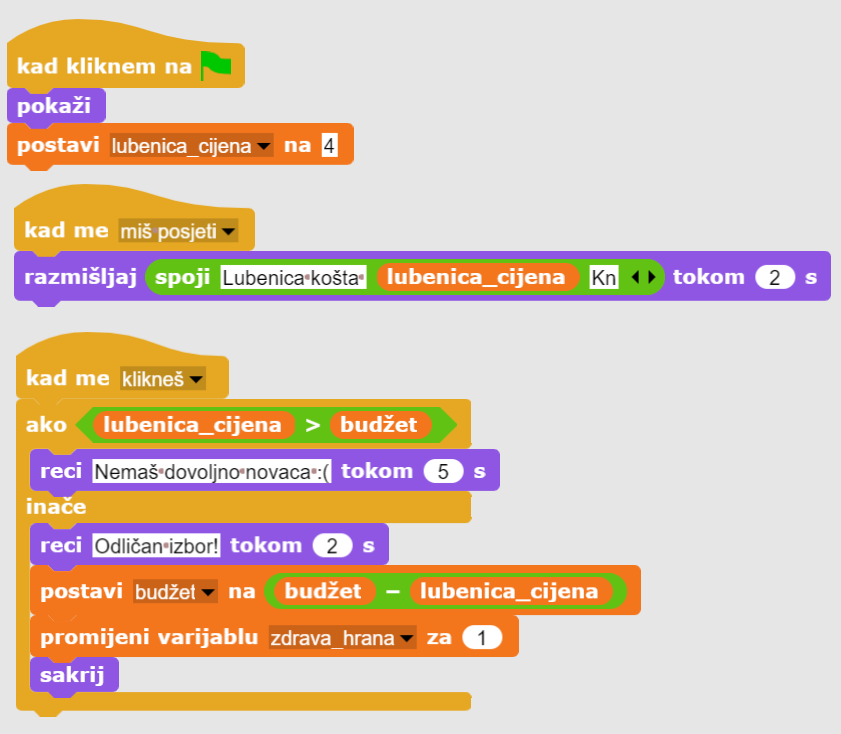 kad kliknem na
pokaži
postavi lubenica_cijena na 4
kad me miš posjeti
razmišljaj spoji Lubenica košta lubenica_cijena Kn tokom 2 s
kad me klikneš
ako lubenica_cijena > budžet
reci Nemaš dovoljno novaca :( tokom 5 s
inače
reci Odličan izbor! tokom 2 s
postavi budžet na budžet − lubenica_cijena
promijeni varijablu zdrava_hrana za 1
sakrij